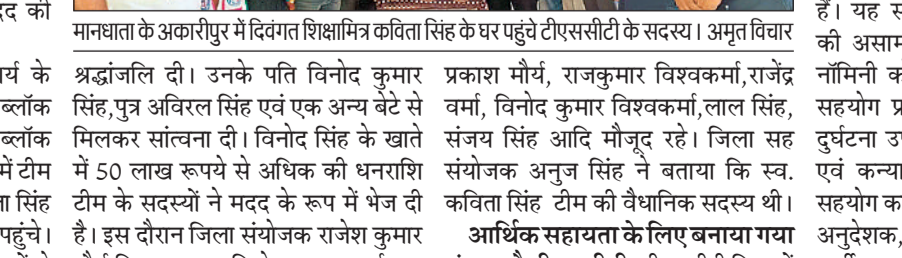 दद की
मानधाता के अकारीपुर में दिवंगत शिक्षामित्र कविता सिंह के घर पहुंचे टीएससीटी के सदस्य। अमृत विचार
र्य के
ब्लॉक
ब्लॉक
में टीम
ता सिंह
पहुंचे।
श्रद्धांजलि दी। उनके पति विनोद कुमार
सिंह,पुत्र अविरल सिंह एवं एक अन्य बेटे से
मिलकर सांत्वना दी। विनोद सिंह के खाते
में 50 लाख रूपये से अधिक की धनराशि
टीम के सदस्यों ने मदद के रूप में भेज दी
है। इस दौरान जिला संयोजक राजेश कुमार
प्रकाश मौर्य, राजकुमार विश्वकर्मा,राजेंद्र
वर्मा, विनोद कुमार विश्वकर्मा,लाल सिंह,
संजय सिंह आदि मौजूद रहे। जिला सह
संयोजक अनुज सिंह ने बताया कि स्व.
कविता सिंह टीम की वैधानिक सदस्य थी।
आर्थिक सहायता के लिए बनाया गया
हैं। यह
की असाम
नॉमिनी क
सहयोग प्र
दुर्घटना उ
एवं कन्या
सहयोग क
अनुदेशक,